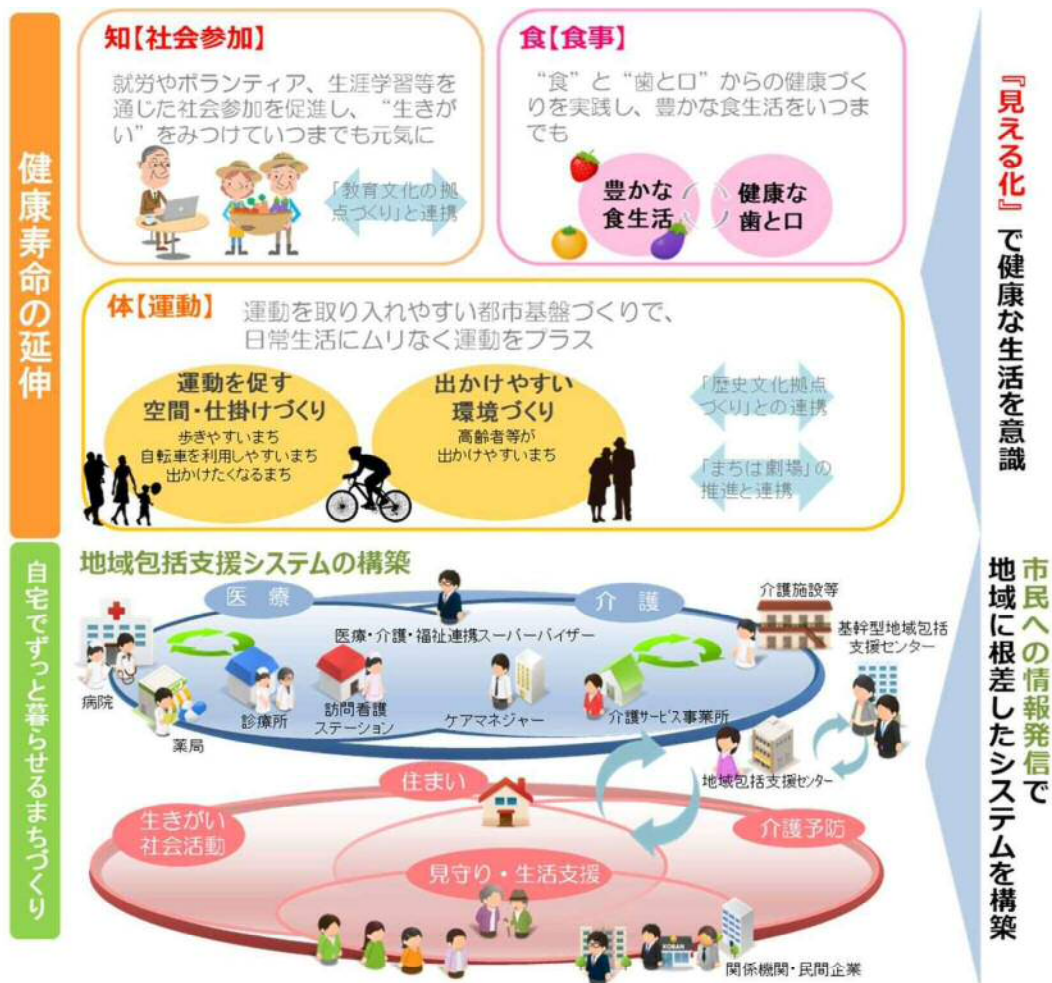 健康寿命の延伸
知【社会参加】
就労やボランティア、生涯学習等を
通じた社会参加を促進し、“生きが
い”をみつけていつまでも元気に
「教育文化の拠
点づくり」と連携
食【食事】
“食”と“歯と口”からの健康づく
りを実践し、豊かな食生活をいつま
でも
豊かな
食生活
健康な
歯と口
体【運動】
運動を取り入れやすい都市基盤づくりで、
日常生活にムリなく運動をプラス
運動を促す
空間・仕掛けづくり
歩きやすいまち
自転車を利用しやすいまち
出かけたくなるまち
出かけやすい
環境づくり
高齢者等が
出かけやすいまち
「歴史文化拠点
づくり」との連携
「まちは劇場」の
推進と連携
『見える化』で健康な生活を意識
自宅でずっと暮らせるまちづくり
地域包括支援システムの構築
医療
介護
医療・介護・福祉連携スーパーバイザー
介護施設等
基幹型地域包括
支援センター
病院
薬局
診療所
訪問看護
ステーション
ケアマネジャー
介護サービス事業所
地域包括支援センター
住まい
生きがい
社会活動
介護予防
見守り・生活支援
KOBAN
関係機関・民間企業
市民への情報発信で
地域に根差したシステムを構築